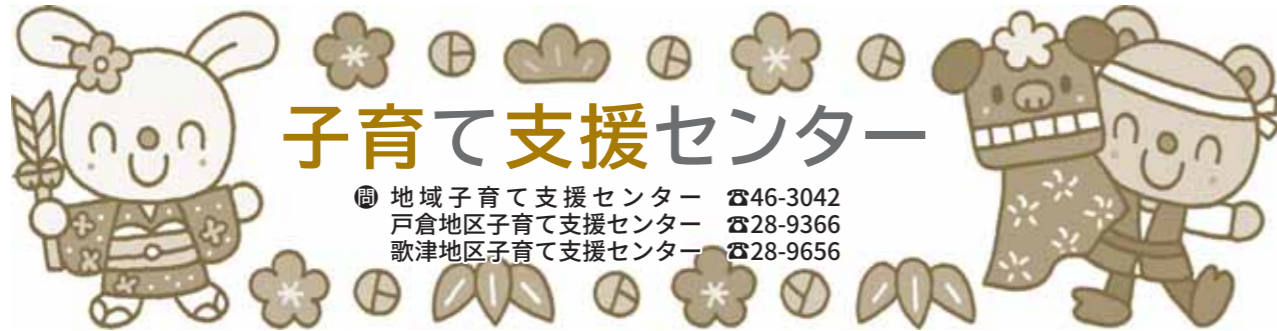 子育て支援センター
問 地域子育て支援センター ☎46-3042
戸倉地区子育て支援センター ☎28-9366
歌津地区子育て支援センター ☎28-9656